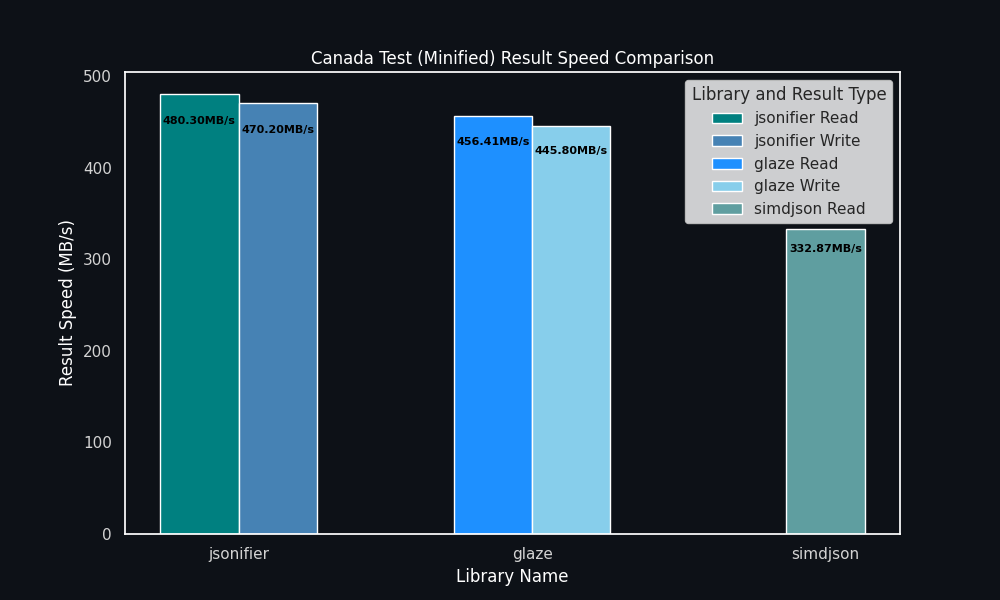 Canada Test (Minified) Result Speed Comparison
500
400
300
200
100
0
Result Speed (MB/s)
480.30MB/s
470.20MB/s
456.41MB/s
445.80MB/s
332.87MB/s
Library and Result Type
jsonifier Read
jsonifier Write
glaze Read
glaze Write
simdjson Read
jsonifier
glaze
simdjson
Library Name